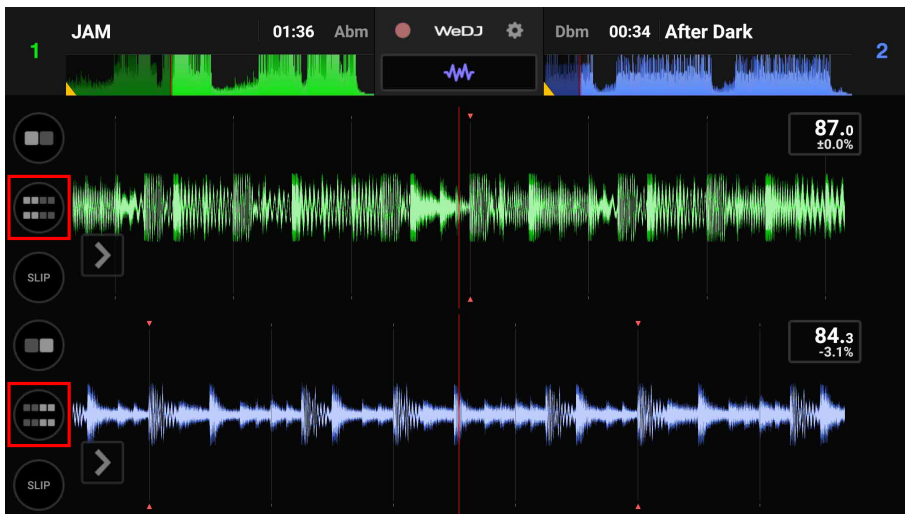 1 JAM 01:36 Abm WeDJ Dbm 00:34 After Dark 2
87.0
±0.0%
SLIP
84.3
-3.1%
SLIP